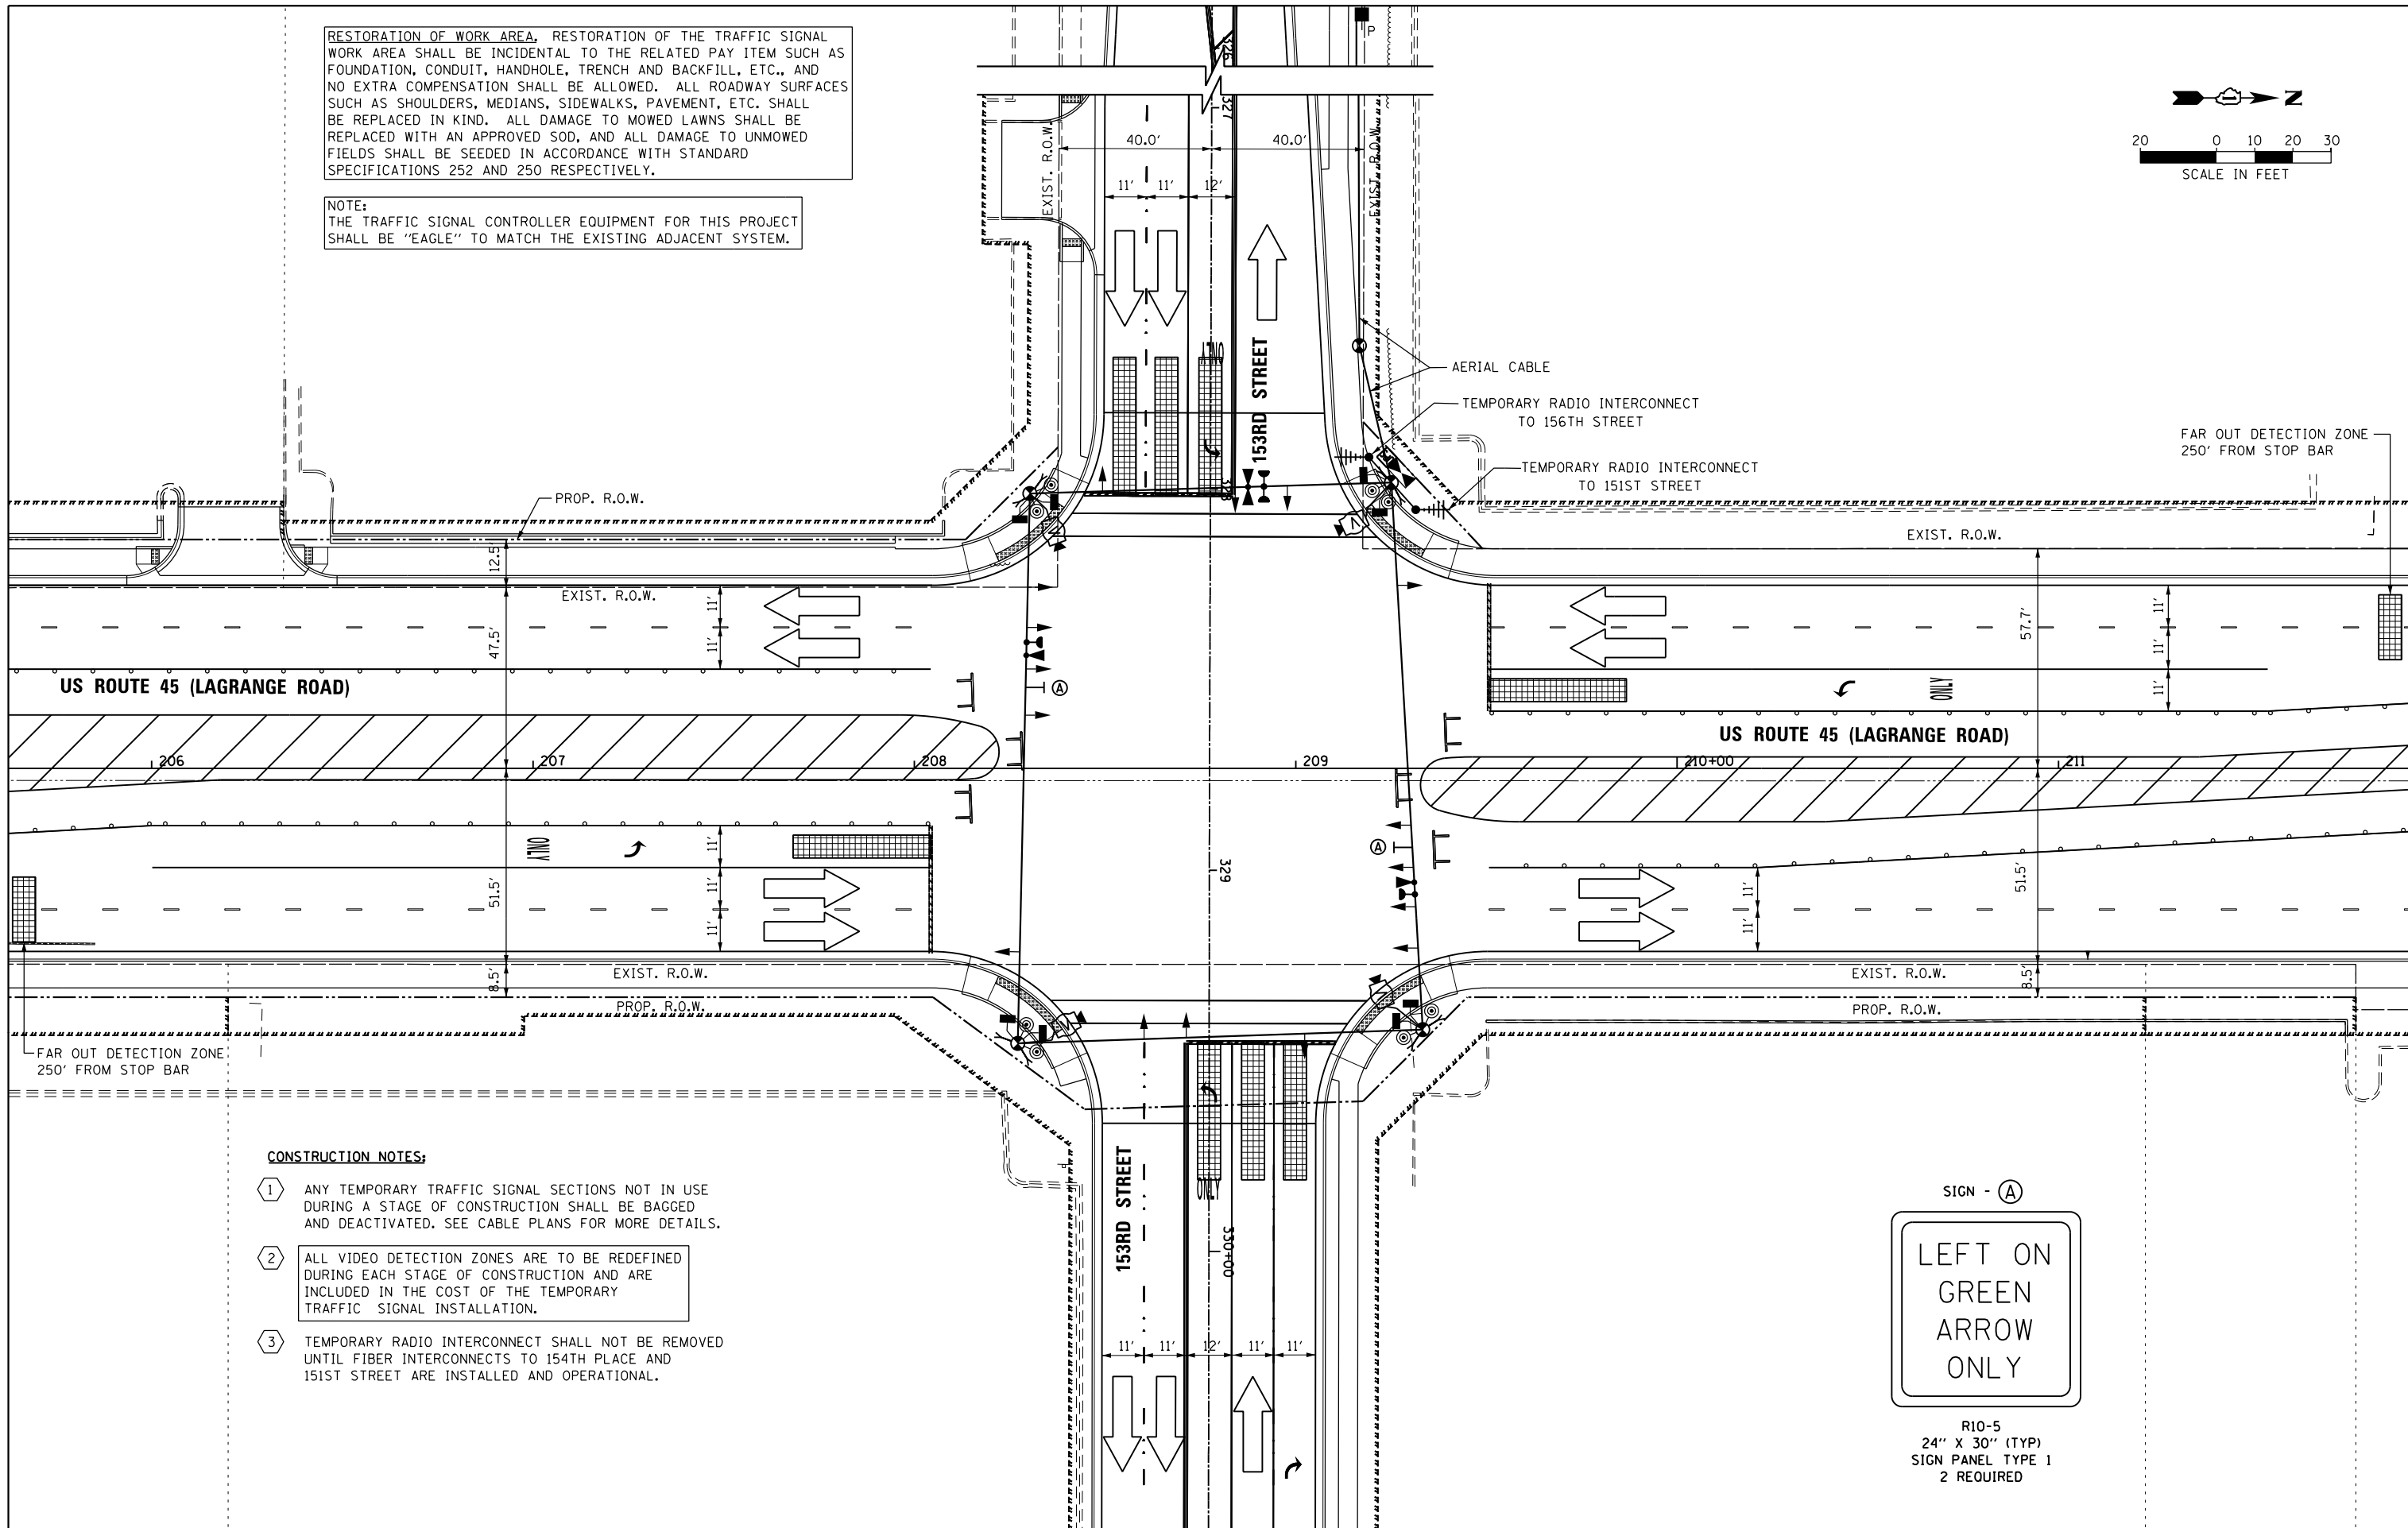 RESTORATION OF WORK AREA. RESTORATION OF THE TRAFFIC SIGNAL
WORK AREA SHALL BE INCIDENTAL TO THE RELATED PAY ITEM SUCH AS
FOUNDATION, CONDUIT, HANDHOLE, TRENCH AND BACKFILL, ETC., AND
NO EXTRA COMPENSATION SHALL BE ALLOWED. ALL ROADWAY SURFACES
SUCH AS SHOULDERS, MEDIANS, SIDEWALKS, PAVEMENT, ETC. SHALL
BE REPLACED IN KIND. ALL DAMAGE TO MOWED LAWNS SHALL BE
REPLACED WITH AN APPROVED SOD, AND ALL DAMAGE TO UNMOWED
FIELDS SHALL BE SEEDED IN ACCORDANCE WITH STANDARD
SPECIFICATIONS 252 AND 250 RESPECTIVELY.
NOTE:
THE TRAFFIC SIGNAL CONTROLLER EQUIPMENT FOR THIS PROJECT
SHALL BE "EAGLE" TO MATCH THE EXISTING ADJACENT SYSTEM.
P
326
327
N
20 0 10 20 30
SCALE IN FEET
40.0' 40.0'
EXIST. R.O.W.
EXIST. R.O.W.
11' 11' 12'
ONLY
153RD STREET
328
AERIAL CABLE
TEMPORARY RADIO INTERCONNECT
TO 156TH STREET
TEMPORARY RADIO INTERCONNECT
TO 151ST STREET
FAR OUT DETECTION ZONE
250' FROM STOP BAR
PROP. R.O.W.
EXIST. R.O.W.
12.5'
EXIST. R.O.W.
47.5'
11'
11'
57.7'
11'
11'
11'
US ROUTE 45 (LAGRANGE ROAD)
A
ONLY
US ROUTE 45 (LAGRANGE ROAD)
206 207 208 209 210+00 211
ONLY
51.5'
11'
11'
11'
A
329
11'
11'
51.5'
EXIST. R.O.W.
8.5'
PROP. R.O.W.
EXIST. R.O.W.
8.5'
PROP. R.O.W.
FAR OUT DETECTION ZONE
250' FROM STOP BAR
CONSTRUCTION NOTES:
1 ANY TEMPORARY TRAFFIC SIGNAL SECTIONS NOT IN USE
DURING A STAGE OF CONSTRUCTION SHALL BE BAGGED
AND DEACTIVATED. SEE CABLE PLANS FOR MORE DETAILS.
2 ALL VIDEO DETECTION ZONES ARE TO BE REDEFINED
DURING EACH STAGE OF CONSTRUCTION AND ARE
INCLUDED IN THE COST OF THE TEMPORARY
TRAFFIC SIGNAL INSTALLATION.
3 TEMPORARY RADIO INTERCONNECT SHALL NOT BE REMOVED
UNTIL FIBER INTERCONNECTS TO 154TH PLACE AND
151ST STREET ARE INSTALLED AND OPERATIONAL.
153RD STREET
ONLY
330+00
11' 11' 12' 11' 11'
SIGN - A
LEFT ON
GREEN
ARROW
ONLY
R10-5
24" X 30" (TYP)
SIGN PANEL TYPE 1
2 REQUIRED